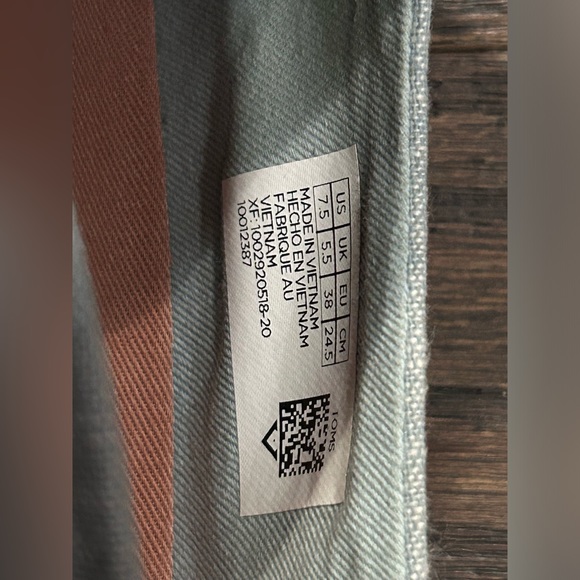 US UK EU CM
7.5 5.5 38 24.5
MADE IN VIETNAM
HECHO EN VIETNAM
FABRIQUE AU
VIETNAM
XF:1002920518-20
10012387
TOMS